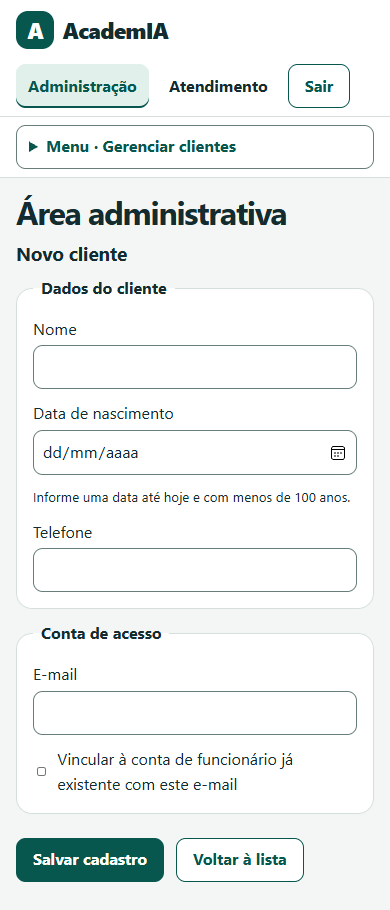 A AcademIA
Administração Atendimento Sair
Menu · Gerenciar clientes
Área administrativa
Novo cliente
Dados do cliente
Nome
Data de nascimento
dd/mm/aaaa
Informe uma data até hoje e com menos de 100 anos.
Telefone
Conta de acesso
E-mail
Vincular à conta de funcionário já
existente com este e-mail
Salvar cadastro Voltar à lista